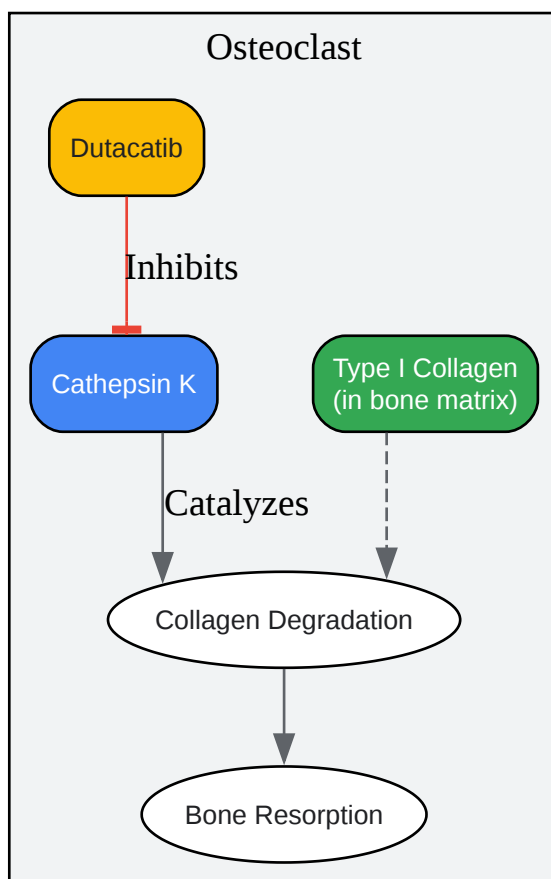 Osteoclast
Dutacatib
Inhibits
Cathepsin K
Type I Collagen
(in bone matrix)
Catalyzes
Collagen Degradation
Bone Resorption